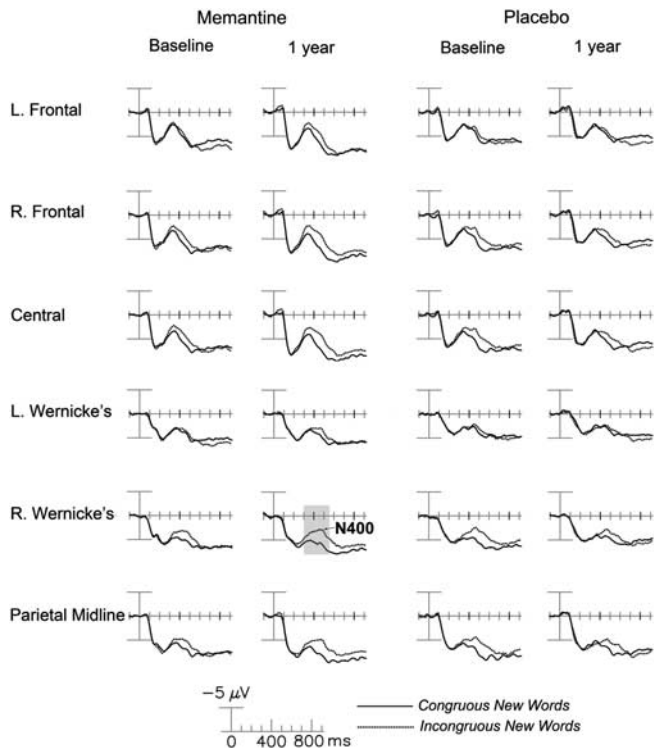 Memantine Placebo
Baseline 1 year Baseline 1 year
L. Frontal
R. Frontal
Central
L. Wernicke's
R. Wernicke's
N400
Parietal Midline
−5 μV
0 400 800 ms
Congruous New Words
Incongruous New Words